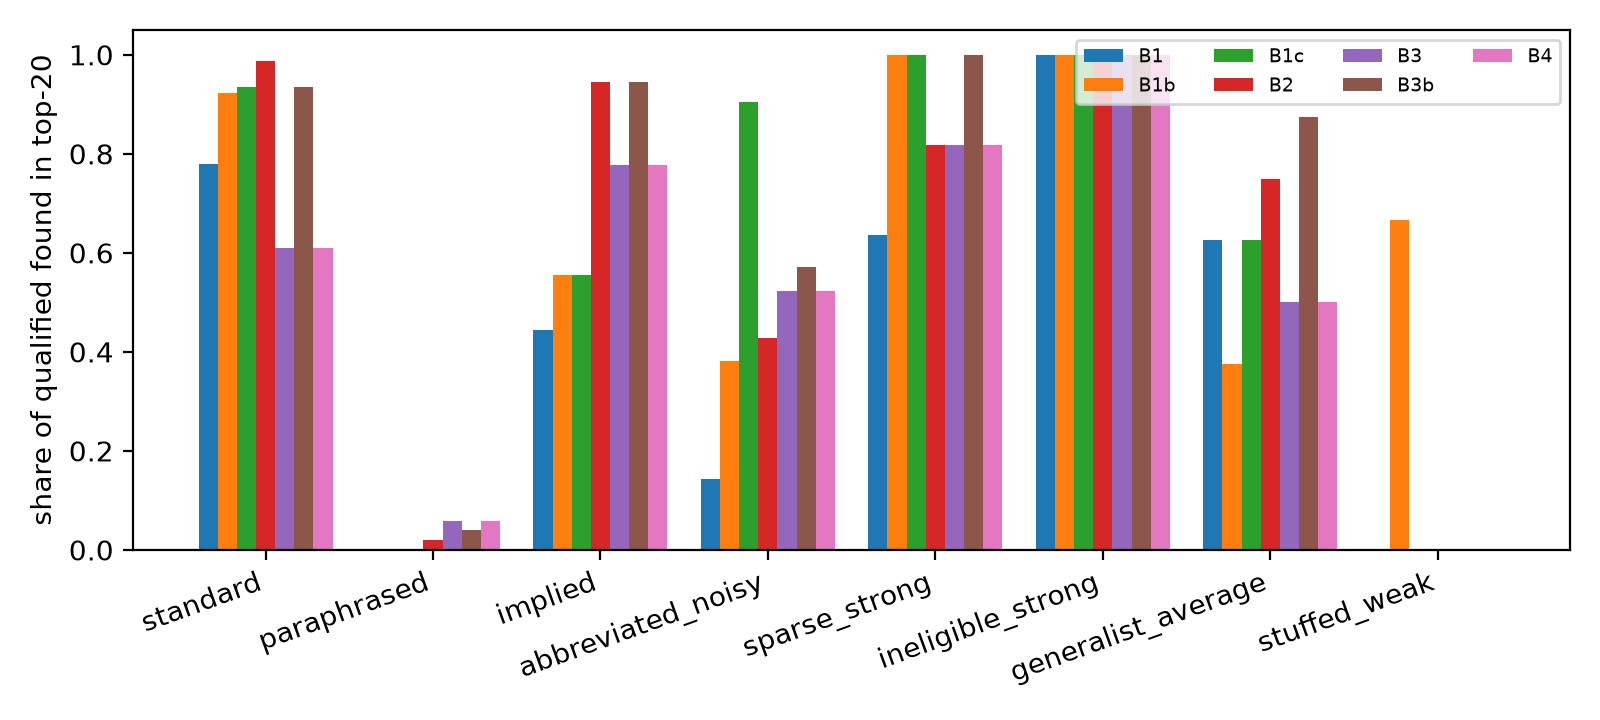 share of qualified found in top-20
1.0
0.8
0.6
0.4
0.2
0.0
B1 B1c B3 B4
B1b B2 B3b
standard paraphrased implied abbreviated_noisy sparse_strong ineligible_strong generalist_average stuffed_weak